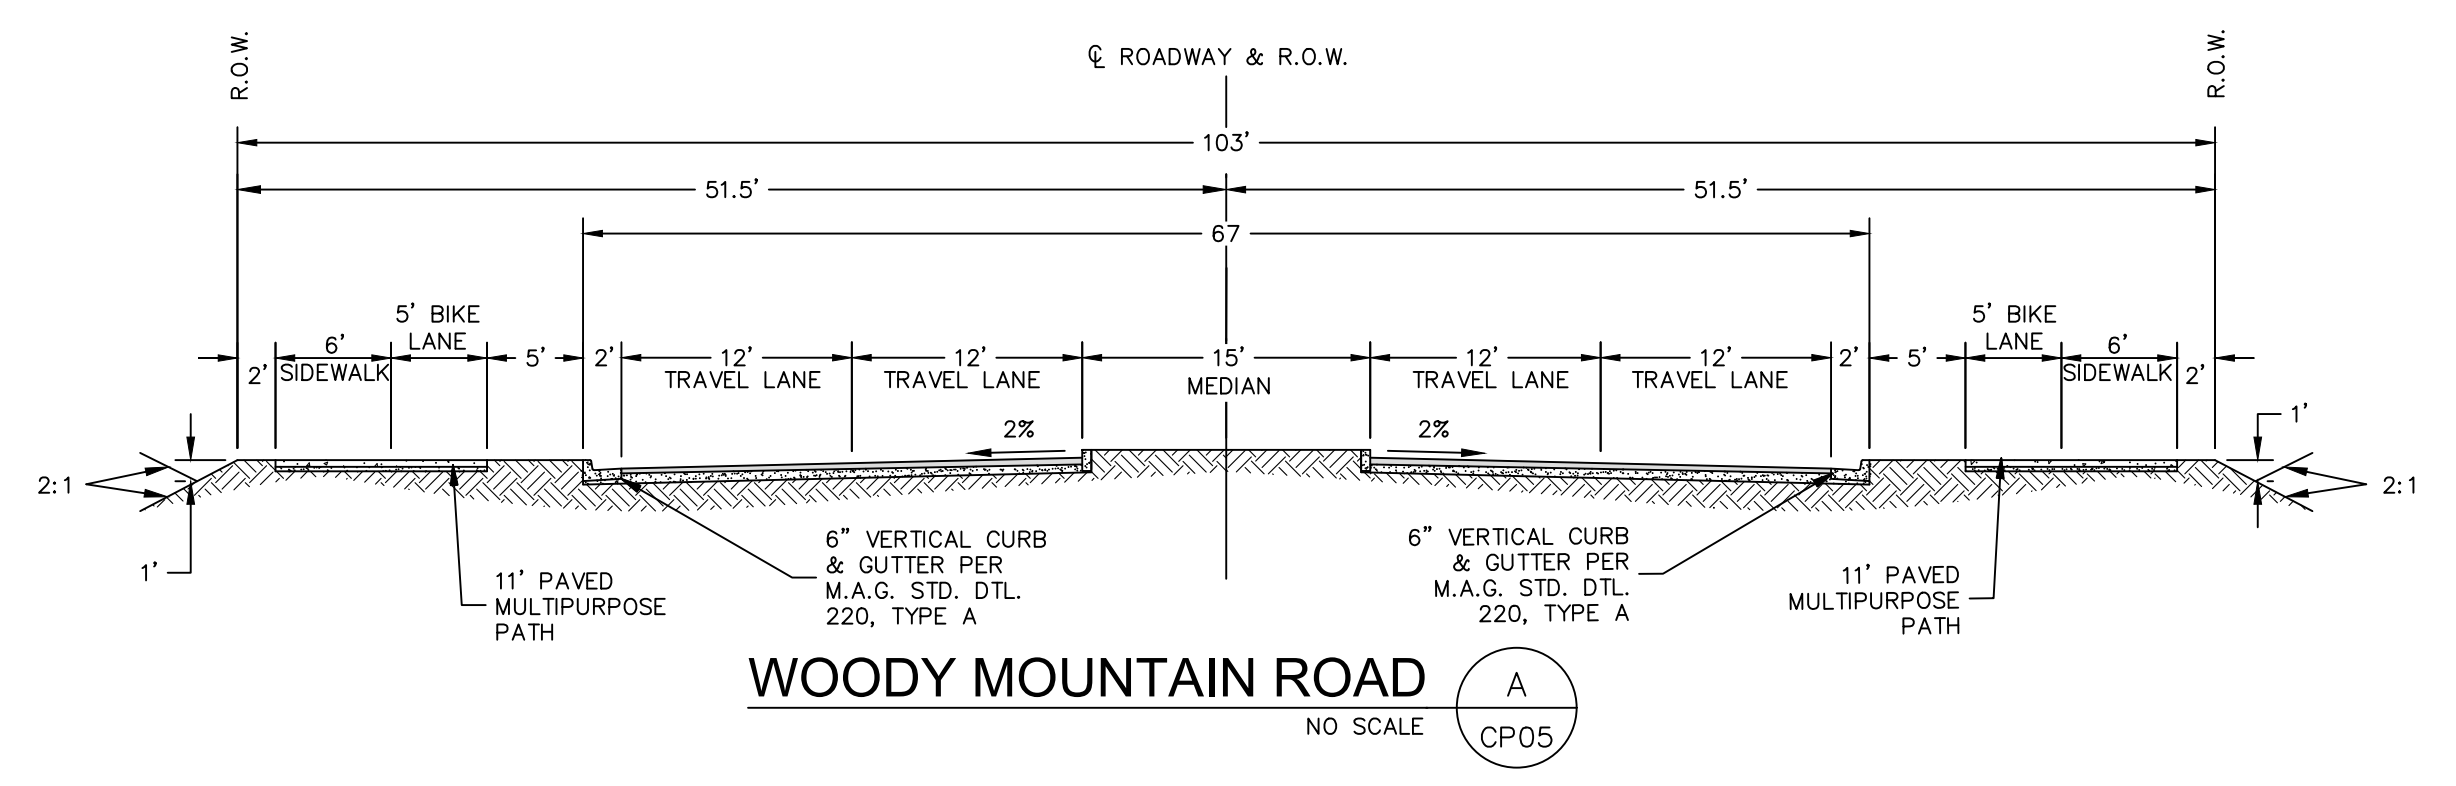 R.O.W.
℄ ROADWAY & R.O.W.
R.O.W.
103'
51.5'
51.5'
67
2'
6'
SIDEWALK
5' BIKE
LANE
5'
2'
12'
TRAVEL LANE
12'
TRAVEL LANE
15'
MEDIAN
12'
TRAVEL LANE
12'
TRAVEL LANE
2'
5'
5' BIKE
LANE
6'
SIDEWALK
2'
2%
2%
1'
2:1
2:1
1'
11' PAVED
MULTIPURPOSE
PATH
6" VERTICAL CURB
& GUTTER PER
M.A.G. STD. DTL.
220, TYPE A
6" VERTICAL CURB
& GUTTER PER
M.A.G. STD. DTL.
220, TYPE A
11' PAVED
MULTIPURPOSE
PATH
WOODY MOUNTAIN ROAD
NO SCALE
A
CP05